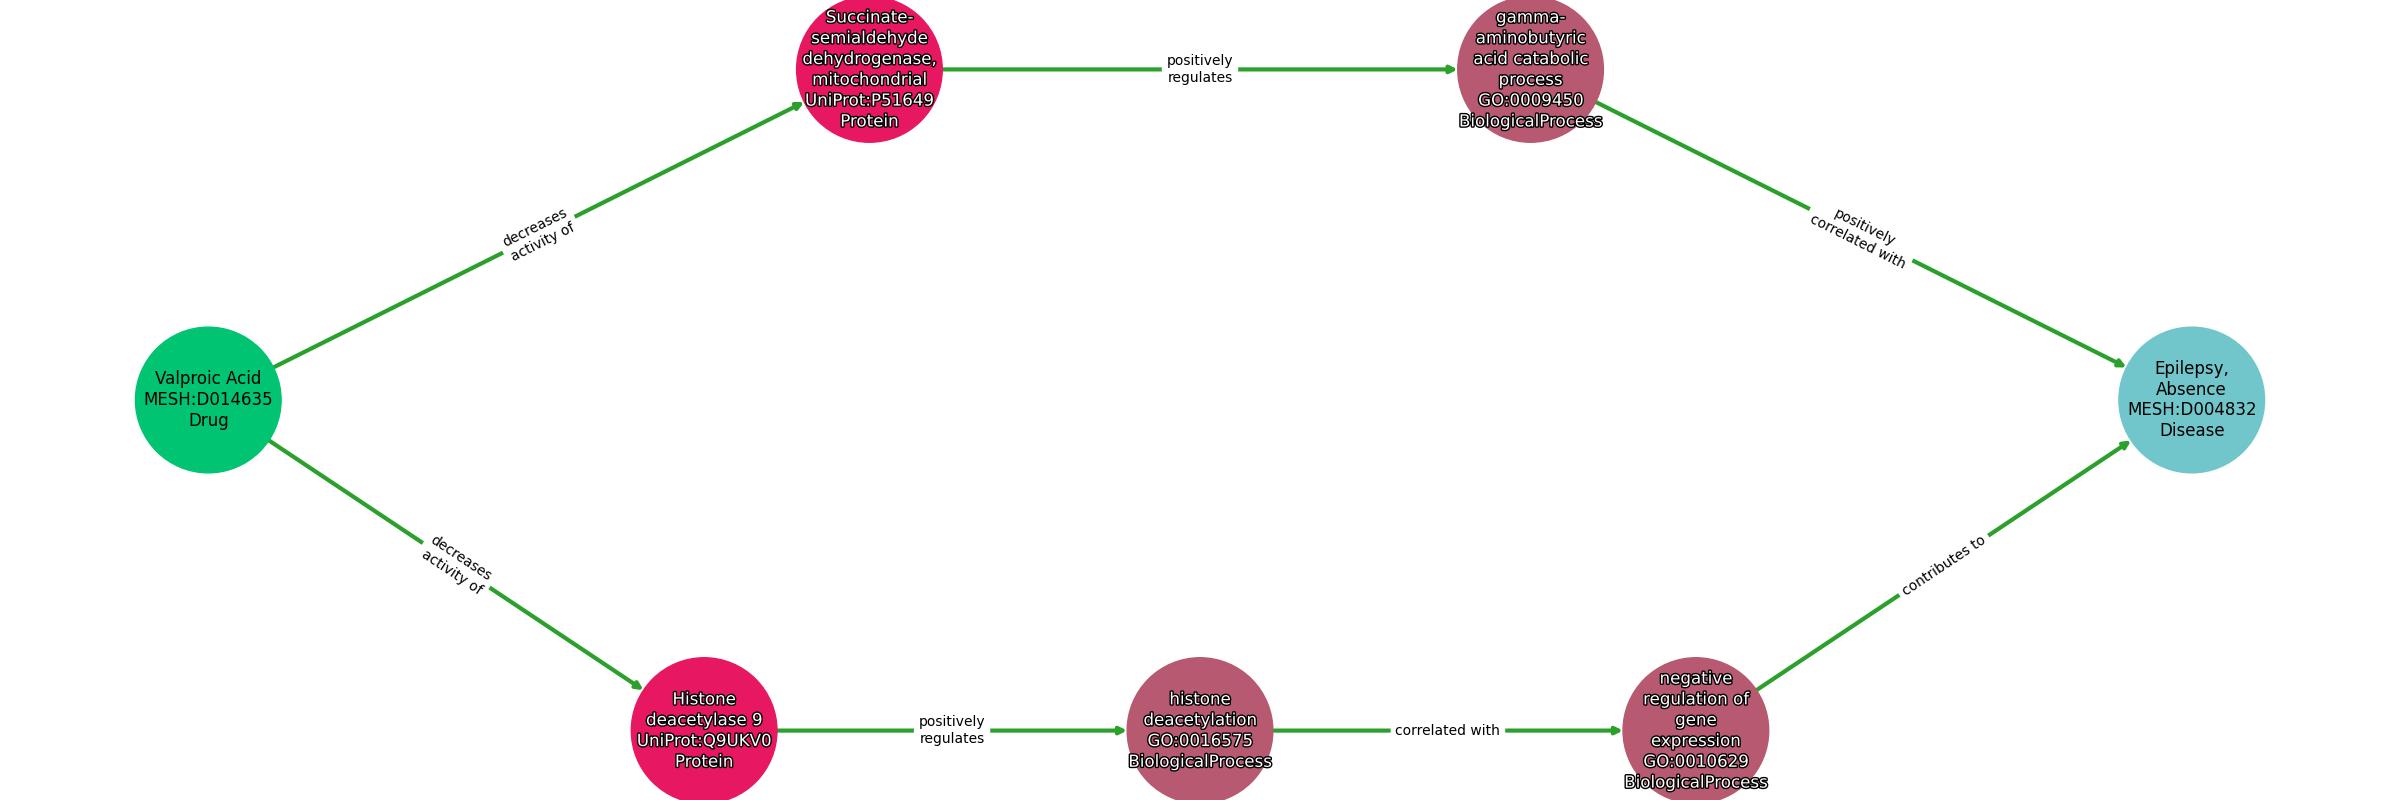 Succinate-
semialdehyde
dehydrogenase,
mitochondrial
UniProt:P51649
Protein
positively
regulates
gamma-
aminobutyric
acid catabolic
process
GO:0009450
BiologicalProcess
decreases
activity of
positively
correlated with
Valproic Acid
MESH:D014635
Drug
Epilepsy,
Absence
MESH:D004832
Disease
decreases
activity of
contributes to
Histone
deacetylase 9
UniProt:Q9UKV0
Protein
positively
regulates
histone
deacetylation
GO:0016575
BiologicalProcess
correlated with
negative
regulation of
gene
expression
GO:0010629
BiologicalProcess